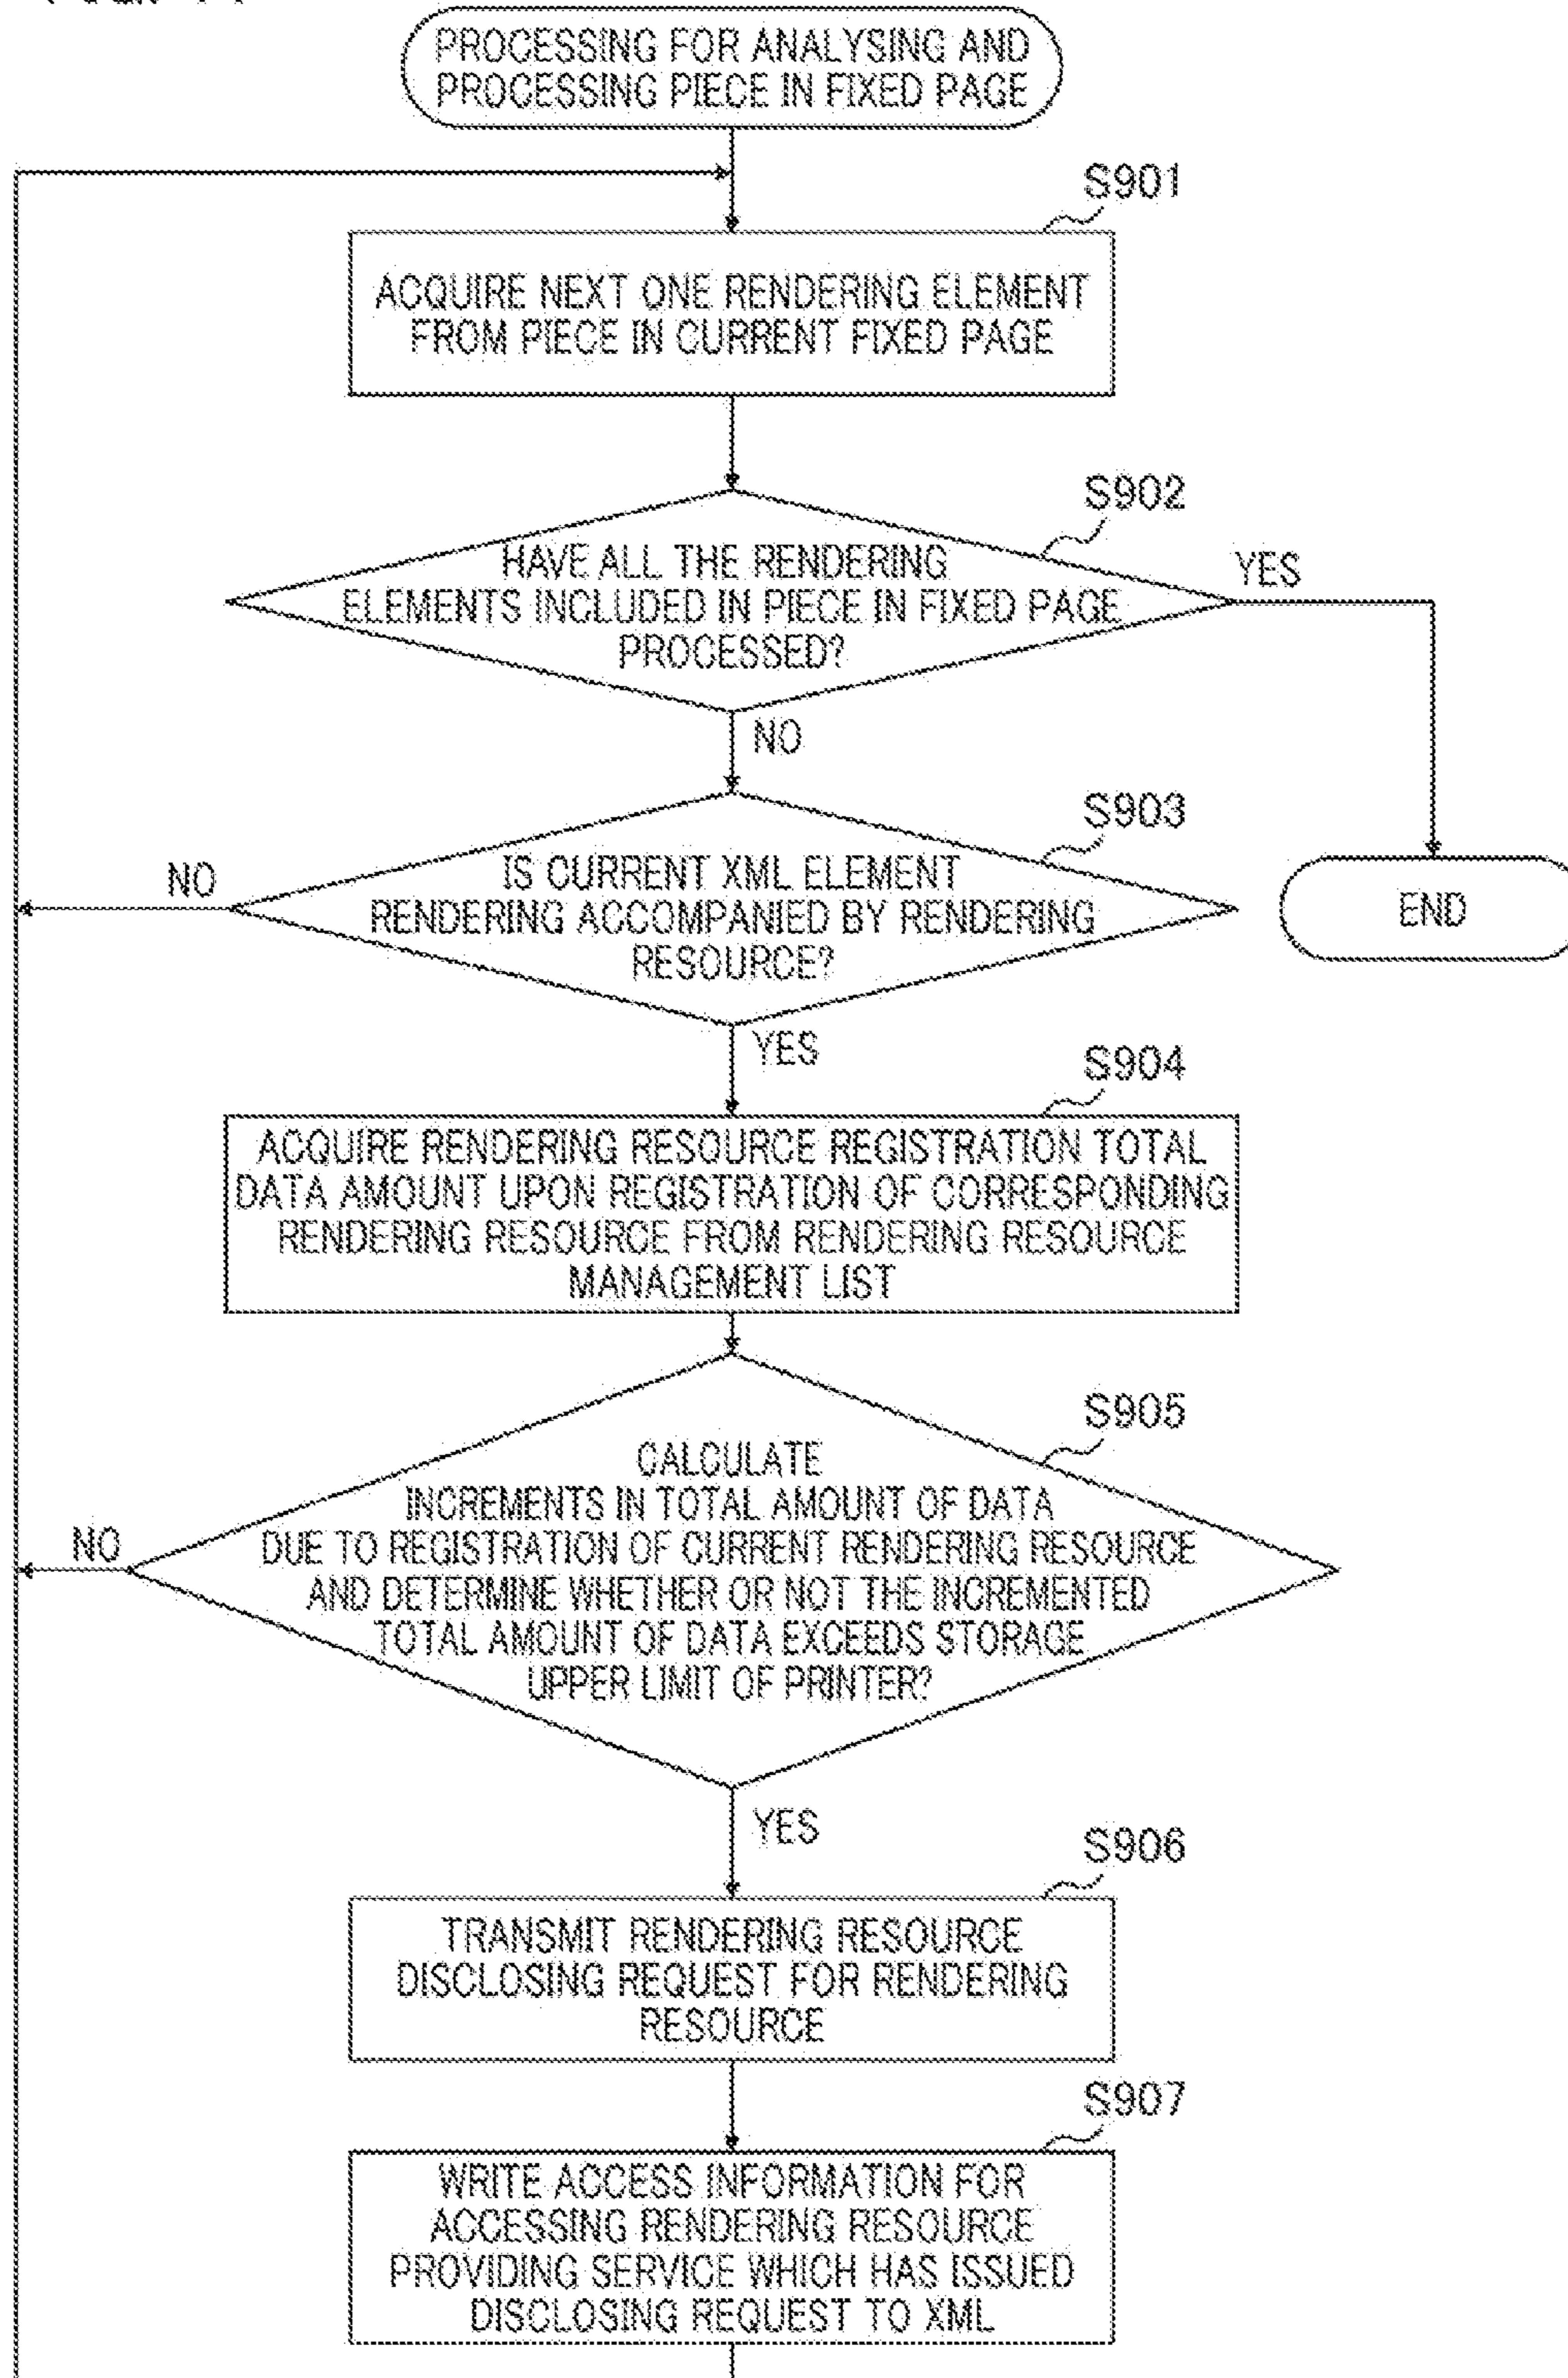 PROCESSING FOR ANALYSING AND
PROCESSING PIECE IN FIXED PAGE
S901
ACQUIRE NEXT ONE RENDERING ELEMENT
FROM PIECE IN CURRENT FIXED PAGE
S902
HAVE ALL THE RENDERING
ELEMENTS INCLUDED IN PIECE IN FIXED PAGE
PROCESSED?
YES
NO
S903
IS CURRENT XML ELEMENT
RENDERING ACCOMPANIED BY RENDERING
RESOURCE?
NO
END
YES
S904
ACQUIRE RENDERING RESOURCE REGISTRATION TOTAL
DATA AMOUNT UPON REGISTRATION OF CORRESPONDING
RENDERING RESOURCE FROM RENDERING RESOURCE
MANAGEMENT LIST
S905
CALCULATE
INCREMENTS IN TOTAL AMOUNT OF DATA
DUE TO REGISTRATION OF CURRENT RENDERING RESOURCE
AND DETERMINE WHETHER OR NOT THE INCREMENTED
TOTAL AMOUNT OF DATA EXCEEDS STORAGE
UPPER LIMIT OF PRINTER?
NO
YES
S906
TRANSMIT RENDERING RESOURCE
DISCLOSING REQUEST FOR RENDERING
RESOURCE
S907
WRITE ACCESS INFORMATION FOR
ACCESSING RENDERING RESOURCE
PROVIDING SERVICE WHICH HAS ISSUED
DISCLOSING REQUEST TO XML